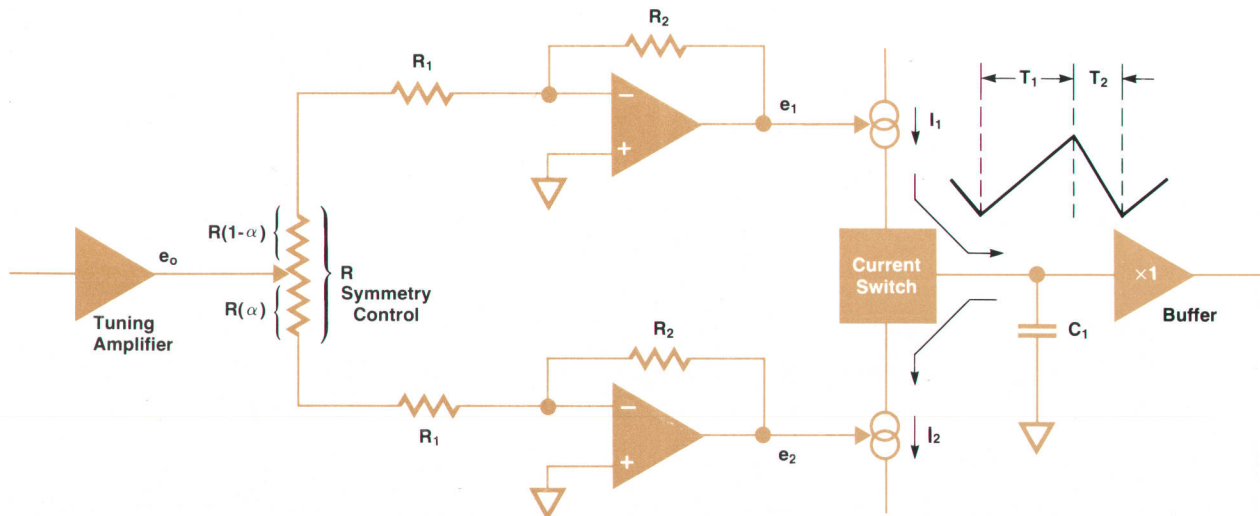 R₂
R₁
T₁
T₂
−
+
e₁
I₁
R(1-α)
R(α)
R
Symmetry
Control
eₒ
Tuning
Amplifier
Current
Switch
×1
Buffer
C₁
R₂
R₁
−
+
e₂
I₂